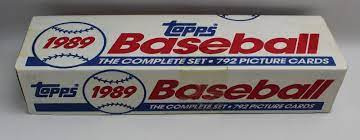 topps
1989 Baseball
THE COMPLETE SET • 792 PICTURE CARDS
topps 1989 Baseball
THE COMPLETE SET • 792 PICTURE CARDS